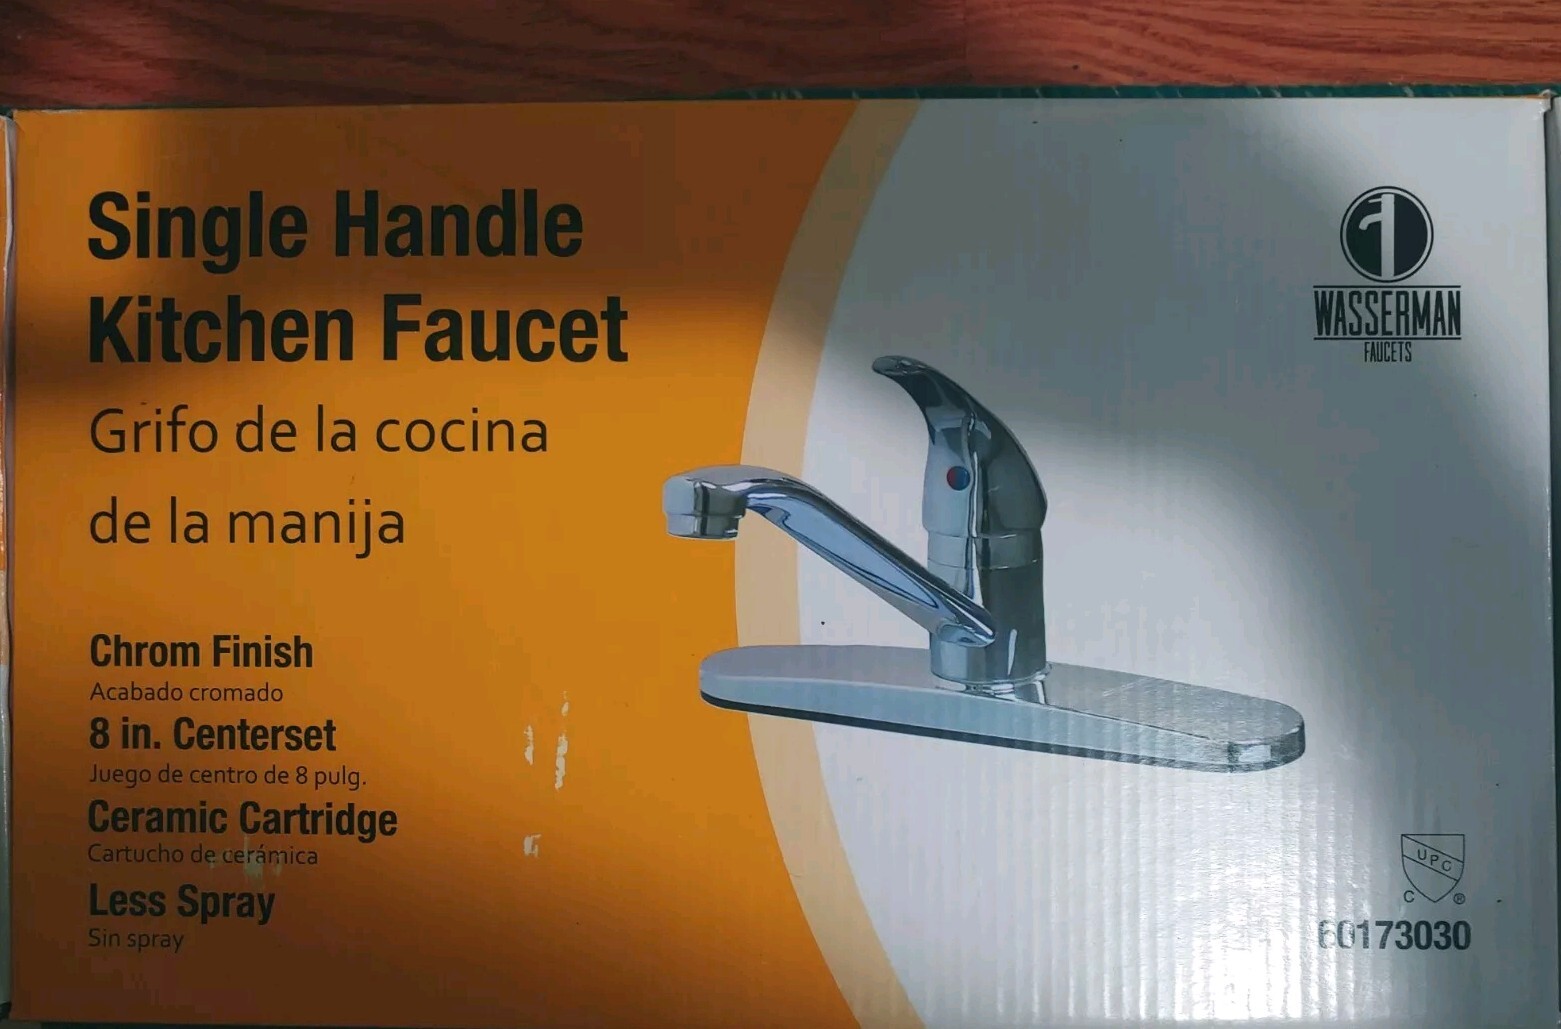 Single Handle
Kitchen Faucet
Grifo de la cocina
de la manija
Chrom Finish
Acabado cromado
8 in. Centerset
Juego de centro de 8 pulg.
Ceramic Cartridge
Cartucho de cerámica
Less Spray
Sin spray
WASSERMAN
FAUCETS
UPC
C ®
60173030